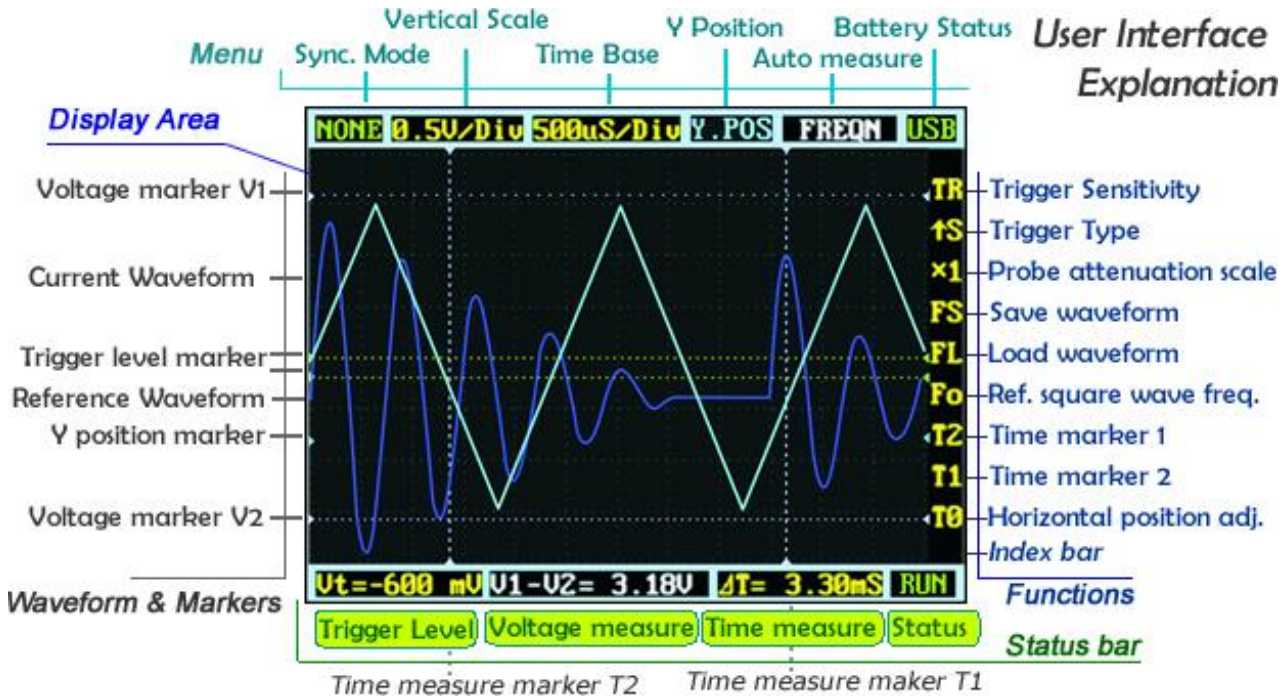 Vertical Scale
Y Position
Battery Status
User Interface
Explanation
Menu
Sync. Mode
Time Base
Auto measure
Display Area
NONE 0.5V/Div 500uS/Div Y.POS FREQN USB
Voltage marker V1
TR
Trigger Sensitivity
↑S
Trigger Type
Current Waveform
×1
Probe attenuation scale
FS
Save waveform
Trigger level marker
FL
Load waveform
Reference Waveform
Fo
Ref. square wave freq.
Y position marker
T2
Time marker 1
T1
Time marker 2
Voltage marker V2
T0
Horizontal position adj.
Index bar
Vt=-600 mV V1-V2= 3.18V ⊿T= 3.30mS RUN
Waveform & Markers
Functions
Trigger Level Voltage measure Time measure Status
Status bar
Time measure marker T2
Time measure maker T1